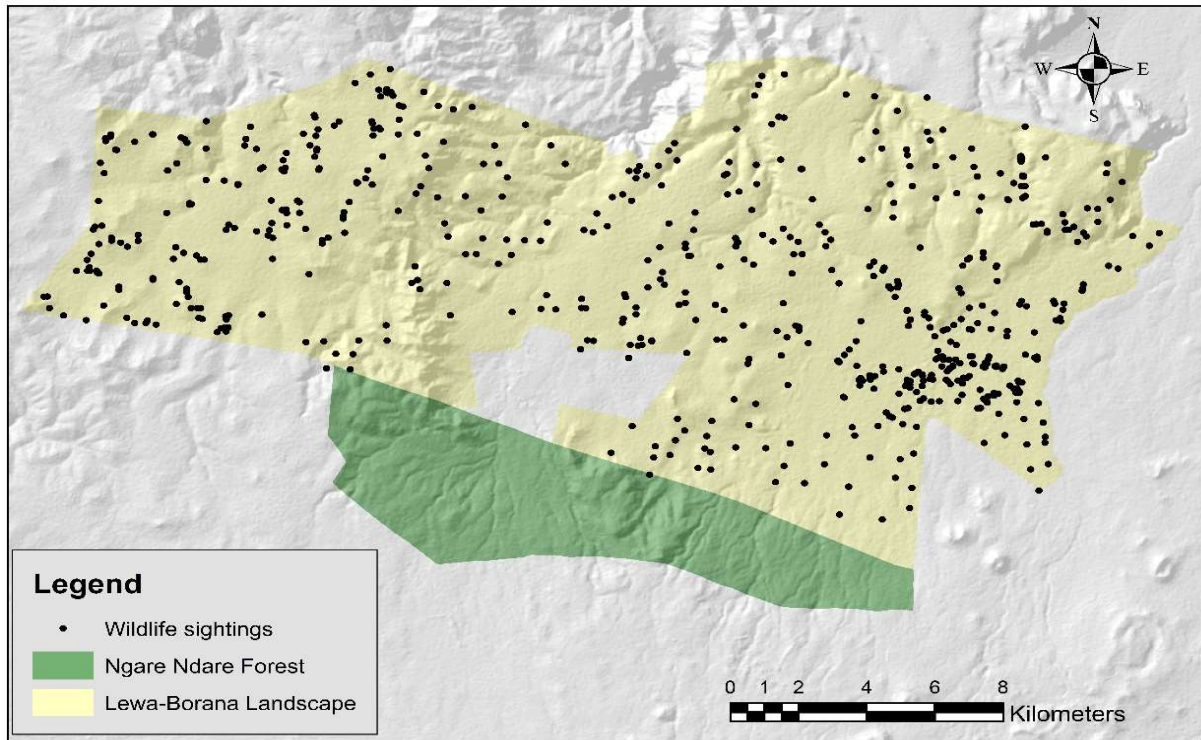 N
W E
S
Legend
Wildlife sightings
Ngare Ndare Forest
Lewa-Borana Landscape
0 1 2 4 6 8
Kilometers